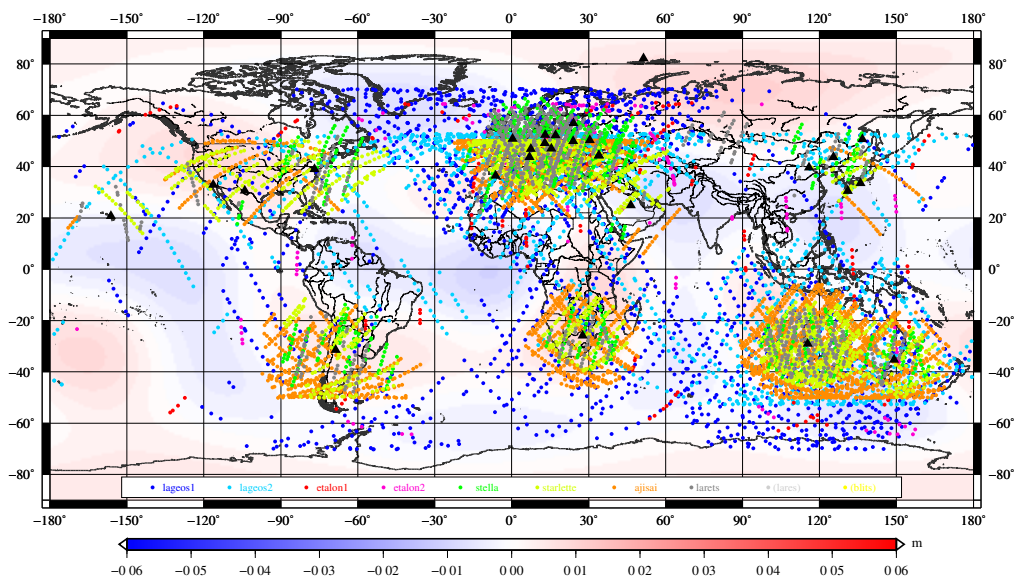 −180° −150° −120° −90° −60° −30° 0° 30° 60° 90° 120° 150° 180°
80° 80°
60° 60°
40° 40°
20° 20°
0° 0°
−20° −20°
−40° −40°
−60° −60°
−80° −80°
lageos1 lageos2 etalon1 etalon2 stella starlette ajisai larets (lares) (blits)
−180° −150° −120° −90° −60° −30° 0° 30° 60° 90° 120° 150° 180°
m
−0 06 −0 05 −0 04 −0 03 −0 02 −0 01 0 00 0 01 0 02 0 03 0 04 0 05 0 06